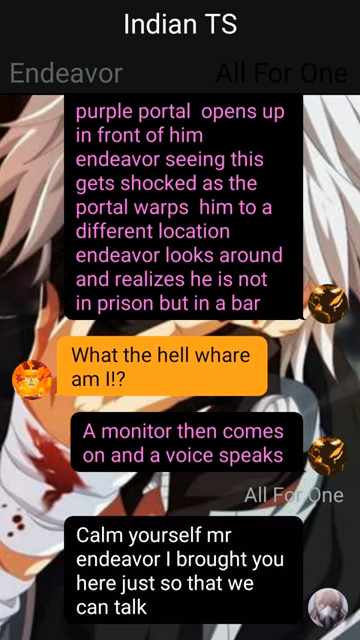 Indian TS
Endeavor
All For One
purple portal opens up
in front of him
endeavor seeing this
gets shocked as the
portal warps him to a
different location
endeavor looks around
and realizes he is not
in prison but in a bar
What the hell whare
am I!?
A monitor then comes
on and a voice speaks
All For One
Calm yourself mr
endeavor I brought you
here just so that we
can talk